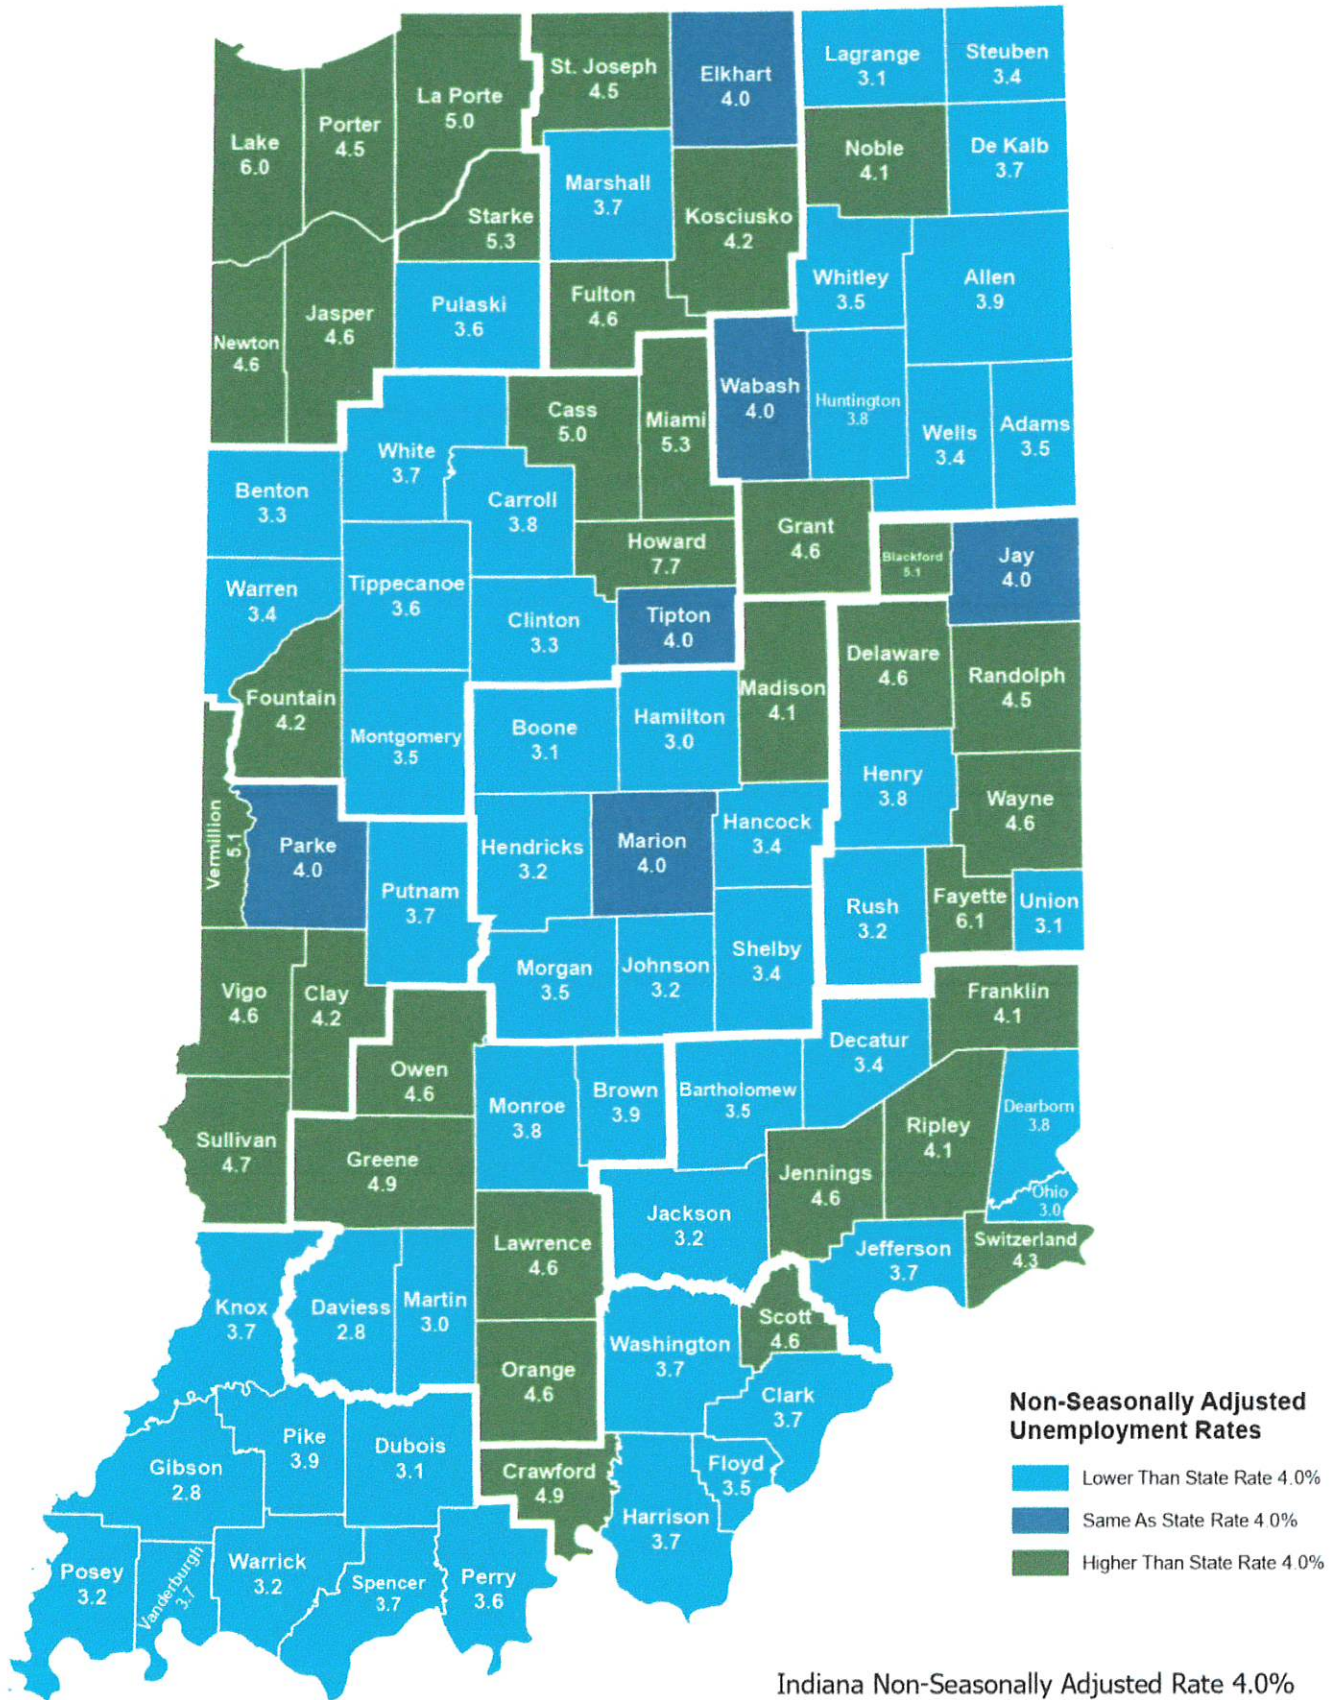 St. Joseph
4.5
Elkhart
4.0
Lagrange
3.1
Steuben
3.4
La Porte
5.0
Porter
4.5
Lake
6.0
Noble
4.1
De Kalb
3.7
Marshall
3.7
Starke
5.3
Kosciusko
4.2
Whitley
3.5
Allen
3.9
Pulaski
3.6
Fulton
4.6
Jasper
4.6
Newton
4.6
Wabash
4.0
Huntington
3.8
Cass
5.0
Miami
5.3
Wells
3.4
Adams
3.5
White
3.7
Benton
3.3
Carroll
3.8
Grant
4.6
Howard
7.7
Blackford
5.1
Jay
4.0
Warren
3.4
Tippecanoe
3.6
Clinton
3.3
Tipton
4.0
Delaware
4.6
Randolph
4.5
Madison
4.1
Fountain
4.2
Montgomery
3.5
Boone
3.1
Hamilton
3.0
Henry
3.8
Wayne
4.6
Vermillion
5.1
Parke
4.0
Putnam
3.7
Hendricks
3.2
Marion
4.0
Hancock
3.4
Rush
3.2
Fayette
6.1
Union
3.1
Vigo
4.6
Clay
4.2
Morgan
3.5
Johnson
3.2
Shelby
3.4
Franklin
4.1
Decatur
3.4
Owen
4.6
Monroe
3.8
Brown
3.9
Bartholomew
3.5
Dearborn
3.8
Ripley
4.1
Sullivan
4.7
Greene
4.9
Jennings
4.6
Ohio
3.0
Jackson
3.2
Lawrence
4.6
Jefferson
3.7
Switzerland
4.3
Knox
3.7
Daviess
2.8
Martin
3.0
Scott
4.6
Washington
3.7
Orange
4.6
Clark
3.7
Pike
3.9
Dubois
3.1
Gibson
2.8
Crawford
4.9
Floyd
3.5
Harrison
3.7
Posey
3.2
Vanderburgh
3.7
Warrick
3.2
Spencer
3.7
Perry
3.6
Non-Seasonally Adjusted
Unemployment Rates
Lower Than State Rate 4.0%
Same As State Rate 4.0%
Higher Than State Rate 4.0%
Indiana Non-Seasonally Adjusted Rate 4.0%